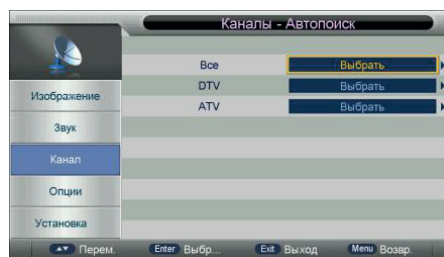 Каналы - Автопоиск
Все Выбрать
DTV Выбрать
ATV Выбрать
Изображение
Звук
Канал
Опции
Установка
Перем. Enter Выбр... Exit Выход Menu Возвр.